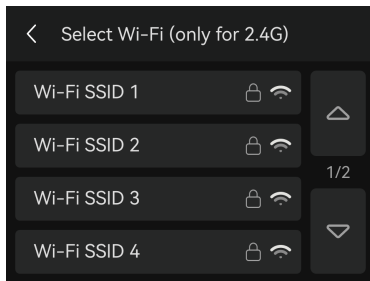 Select Wi-Fi (only for 2.4G)
Wi-Fi SSID 1
Wi-Fi SSID 2
1/2
Wi-Fi SSID 3
Wi-Fi SSID 4